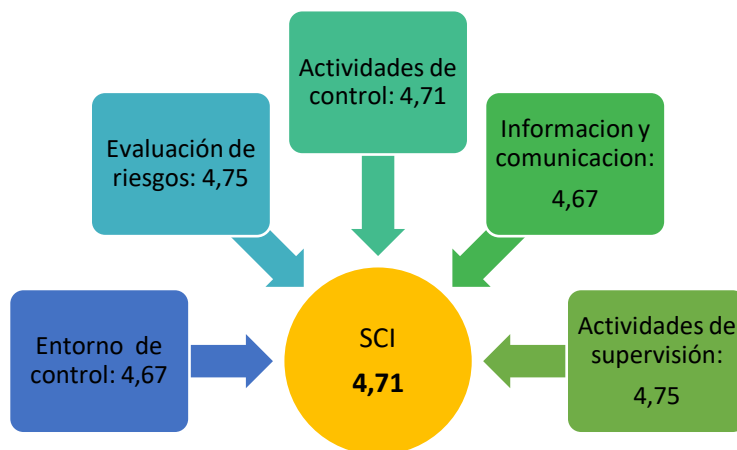 Actividades de
control: 4,71
Evaluación de
riesgos: 4,75
Informacion y
comunicacion:
4,67
Entorno  de
control: 4,67
SCI
4,71
Actividades de
supervisión:
4,75